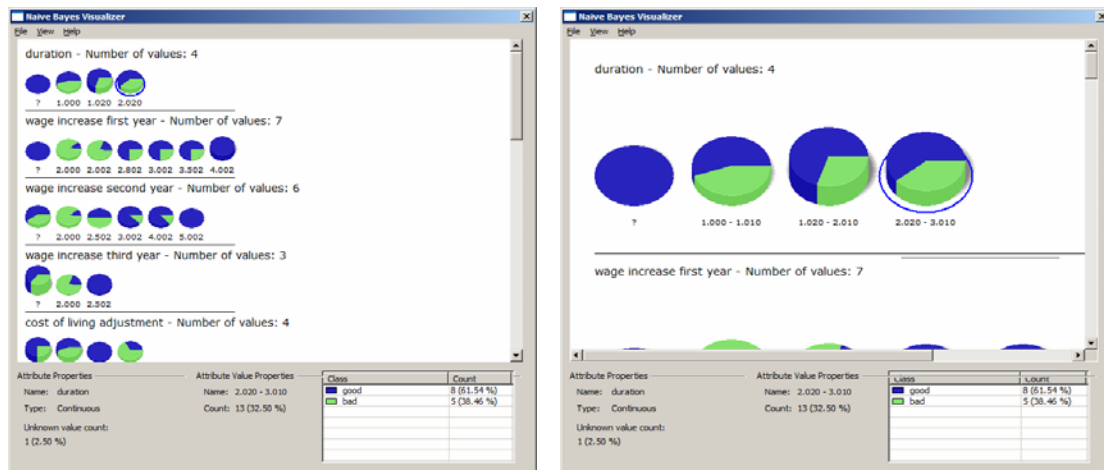 Naive Bayes Visualizer
File View Help
duration - Number of values: 4
? 1.000 1.020 2.020
wage increase first year - Number of values: 7
? 2.000 2.002 2.802 3.002 3.502 4.002
wage increase second year - Number of values: 6
? 2.000 2.502 3.002 4.002 5.002
wage increase third year - Number of values: 3
? 2.000 2.502
cost of living adjustment - Number of values: 4
Attribute Properties
Name: duration
Type: Continuous
Unknown value count:
1 (2.50 %)
Attribute Value Properties
Name: 2.020 - 3.010
Count: 13 (32.50 %)
Class Count
good 8 (61.54 %)
bad 5 (38.46 %)
Naive Bayes Visualizer
File View Help
duration - Number of values: 4
? 1.000 - 1.010 1.020 - 2.010 2.020 - 3.010
wage increase first year - Number of values: 7
Attribute Properties
Name: duration
Type: Continuous
Unknown value count:
1 (2.50 %)
Attribute Value Properties
Name: 2.020 - 3.010
Count: 13 (32.50 %)
Class Count
good 8 (61.54 %)
bad 5 (38.46 %)